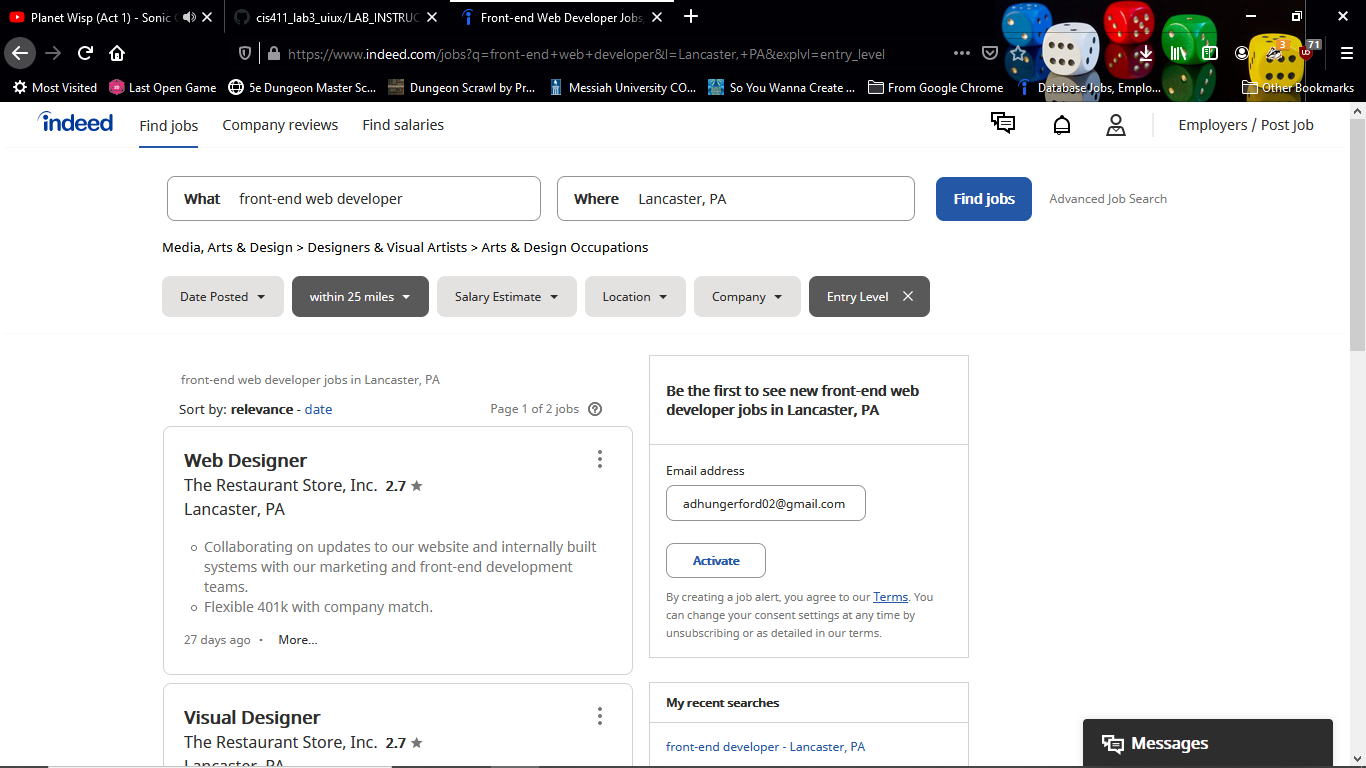 Planet Wisp (Act 1) - Sonic
cis411_lab3_uiux/LAB_INSTRUC
Front-end Web Developer Jobs,
https://www.indeed.com/jobs?q=front-end+web+developer&l=Lancaster,+PA&explvl=entry_level
3
71
Most Visited
Last Open Game
5e Dungeon Master Sc...
Dungeon Scrawl by Pr...
Messiah University CO...
So You Wanna Create ...
From Google Chrome
Database Jobs, Emplo...
Other Bookmarks
indeed
Find jobs
Company reviews
Find salaries
Employers / Post Job
What front-end web developer
Where Lancaster, PA
Find jobs
Advanced Job Search
Media, Arts & Design > Designers & Visual Artists > Arts & Design Occupations
Date Posted
within 25 miles
Salary Estimate
Location
Company
Entry Level
front-end web developer jobs in Lancaster, PA
Sort by: relevance - date
Page 1 of 2 jobs
Web Designer
The Restaurant Store, Inc. 2.7
Lancaster, PA
Collaborating on updates to our website and internally built
systems with our marketing and front-end development
teams.
Flexible 401k with company match.
27 days ago · More...
Visual Designer
The Restaurant Store, Inc. 2.7
Lancaster, PA
Be the first to see new front-end web
developer jobs in Lancaster, PA
Email address
adhungerford02@gmail.com
Activate
By creating a job alert, you agree to our Terms. You
can change your consent settings at any time by
unsubscribing or as detailed in our terms.
My recent searches
front-end developer - Lancaster, PA
Messages